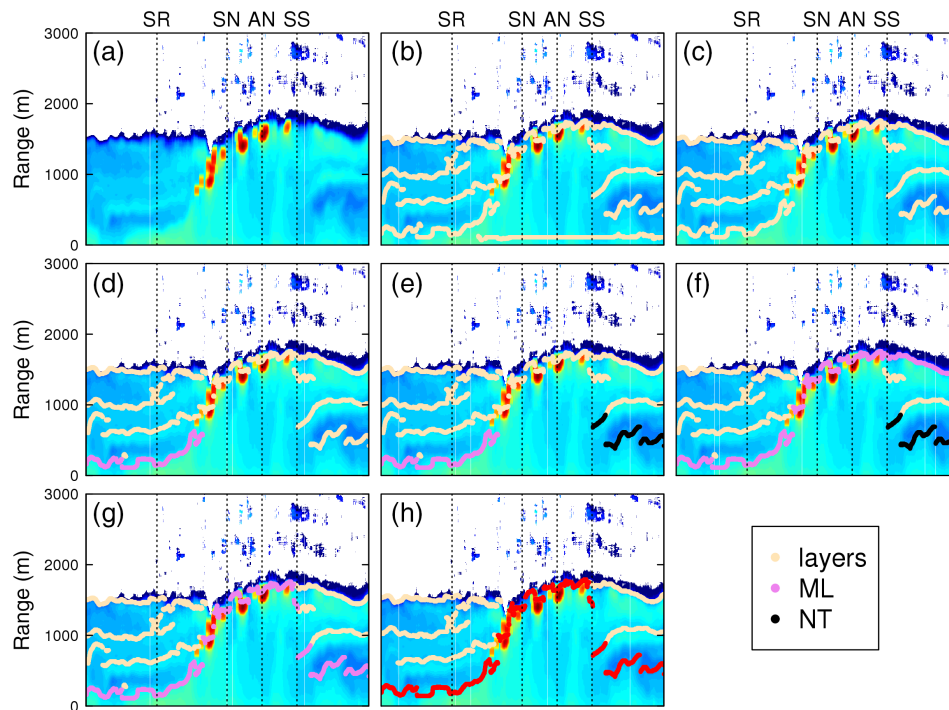 SR SN AN SS SR SN AN SS SR SN AN SS
3000 (a) (b) (c)
2000
Range (m)
1000
0
3000 (d) (e) (f)
2000
Range (m)
1000
0
3000 (g) (h)
2000
Range (m)
1000
0
layers
ML
NT